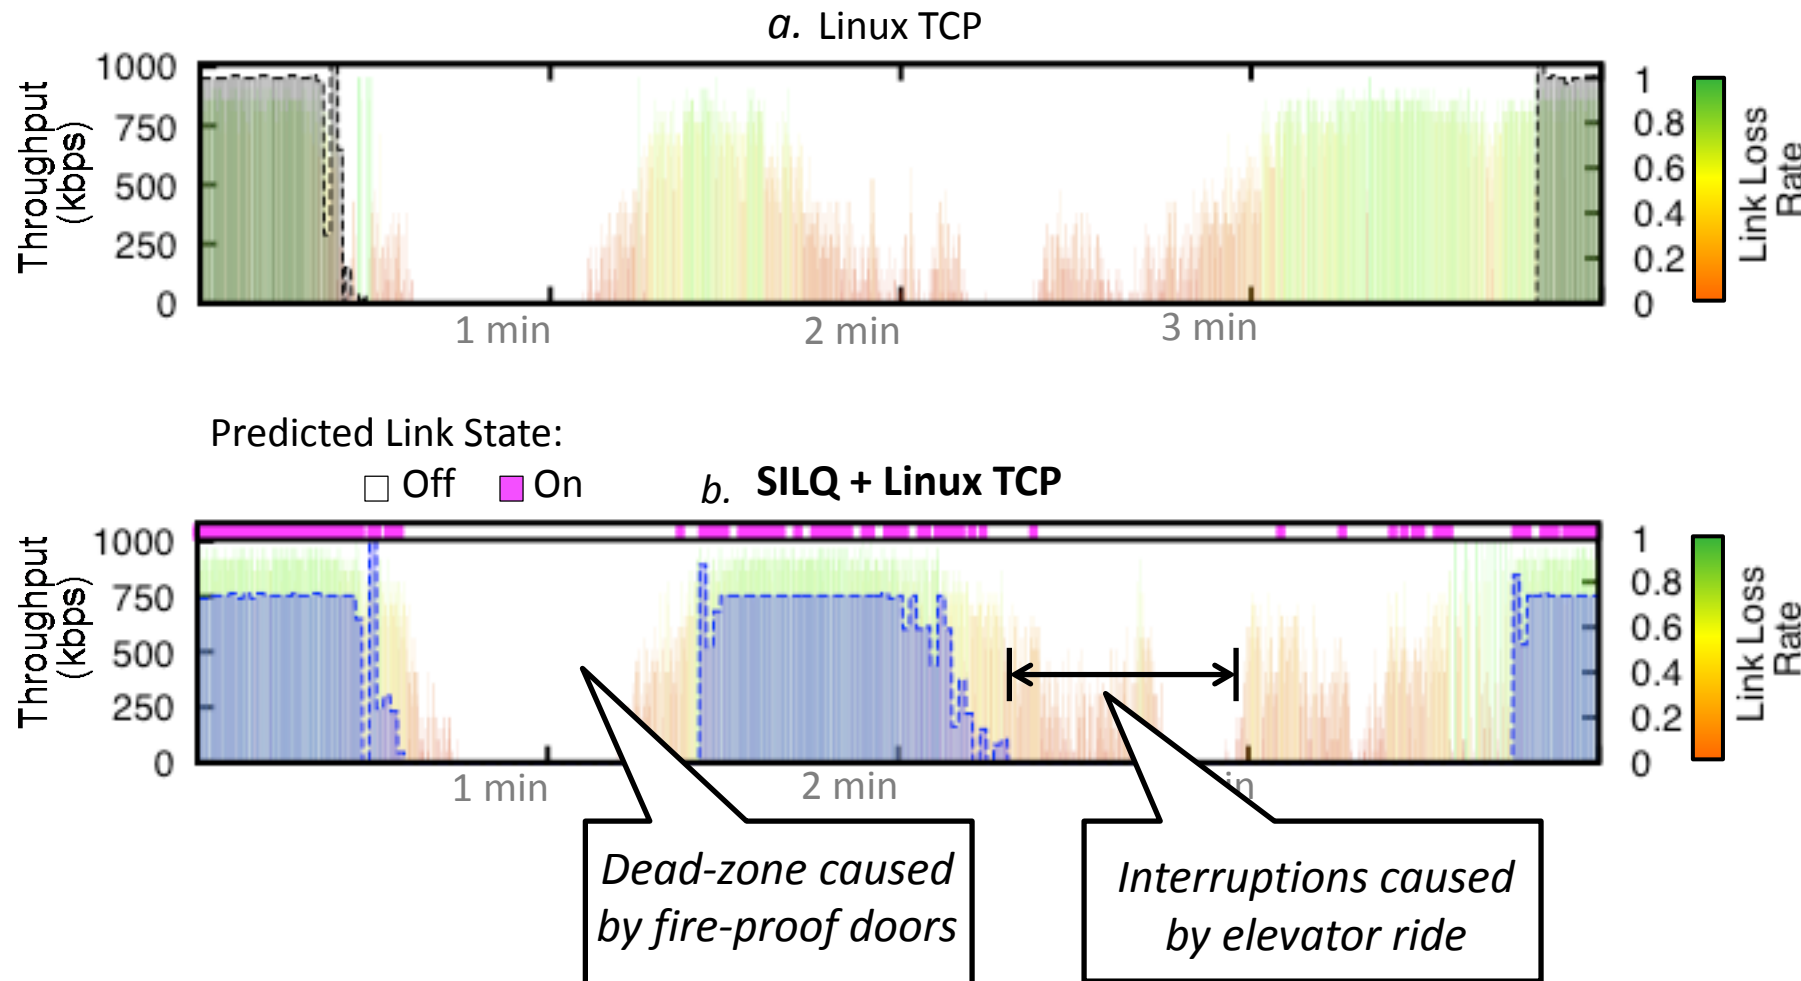 a. Linux TCP
Throughput
(kbps)
1000
750
500
250
0
1 min
2 min
3 min
1
0.8
0.6
0.4
0.2
0
Link Loss
Rate
Predicted Link State:
Off
On
b. SILQ + Linux TCP
Throughput
(kbps)
1000
750
500
250
0
1 min
2 min
in
1
0.8
0.6
0.4
0.2
0
Link Loss
Rate
Dead-zone caused
by fire-proof doors
Interruptions caused
by elevator ride